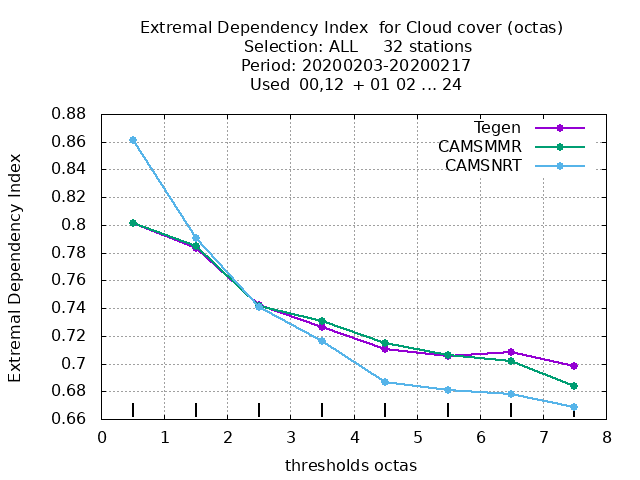 Extremal Dependency Index  for Cloud cover (octas)
Selection: ALL     32 stations
Period: 20200203-20200217
Used  00,12  + 01 02 ... 24
Extremal Dependency Index
0.88
0.86
0.84
0.82
0.8
0.78
0.76
0.74
0.72
0.7
0.68
0.66
Tegen
CAMSMMR
CAMSNRT
0 1 2 3 4 5 6 7 8
thresholds octas